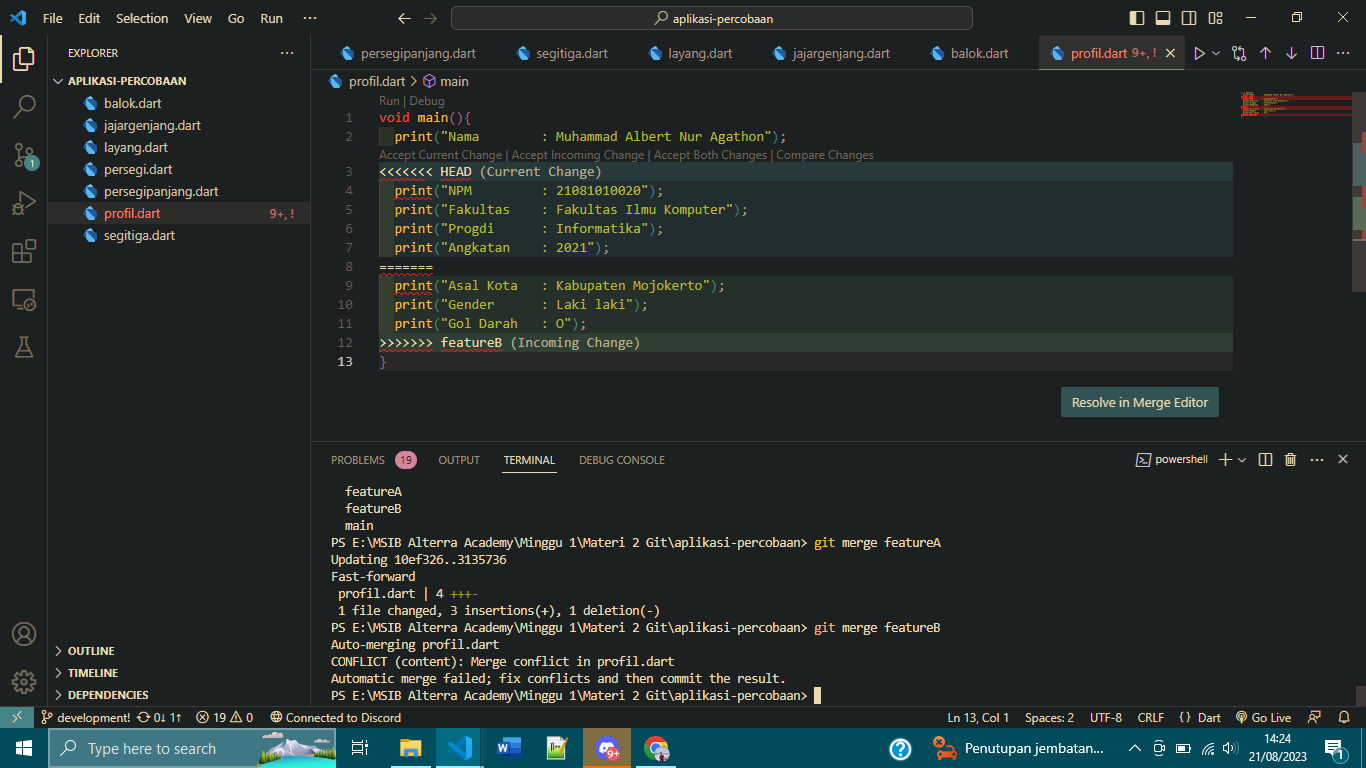 File Edit Selection View Go Run ···
aplikasi-percobaan
EXPLORER ···
APLIKASI-PERCOBAAN
balok.dart
jajargenjang.dart
layang.dart
persegi.dart
persegipanjang.dart
profil.dart 9+, !
segitiga.dart
OUTLINE
TIMELINE
DEPENDENCIES
1
persegipanjang.dart segitiga.dart layang.dart jajargenjang.dart balok.dart profil.dart 9+, !
profil.dart > main
Run | Debug
1 void main(){
2 print("Nama : Muhammad Albert Nur Agathon");
Accept Current Change | Accept Incoming Change | Accept Both Changes | Compare Changes
3 <<<<<<< HEAD (Current Change)
4 print("NPM : 21081010020");
5 print("Fakultas : Fakultas Ilmu Komputer");
6 print("Progdi : Informatika");
7 print("Angkatan : 2021");
8 =======
9 print("Asal Kota : Kabupaten Mojokerto");
10 print("Gender : Laki laki");
11 print("Gol Darah : O");
12 >>>>>>> featureB (Incoming Change)
13 }
Resolve in Merge Editor
PROBLEMS 19 OUTPUT TERMINAL DEBUG CONSOLE
powershell
featureA
featureB
main
PS E:\MSIB Alterra Academy\Minggu 1\Materi 2 Git\aplikasi-percobaan> git merge featureA
Updating 10ef326..3135736
Fast-forward
profil.dart | 4 +++-
1 file changed, 3 insertions(+), 1 deletion(-)
PS E:\MSIB Alterra Academy\Minggu 1\Materi 2 Git\aplikasi-percobaan> git merge featureB
Auto-merging profil.dart
CONFLICT (content): Merge conflict in profil.dart
Automatic merge failed; fix conflicts and then commit the result.
PS E:\MSIB Alterra Academy\Minggu 1\Materi 2 Git\aplikasi-percobaan>
development! 0↓ 1↑ 19 0 Connected to Discord
Ln 13, Col 1 Spaces: 2 UTF-8 CRLF {} Dart Go Live
Type here to search
9+
Penutupan jembatan...
14:24
21/08/2023
1